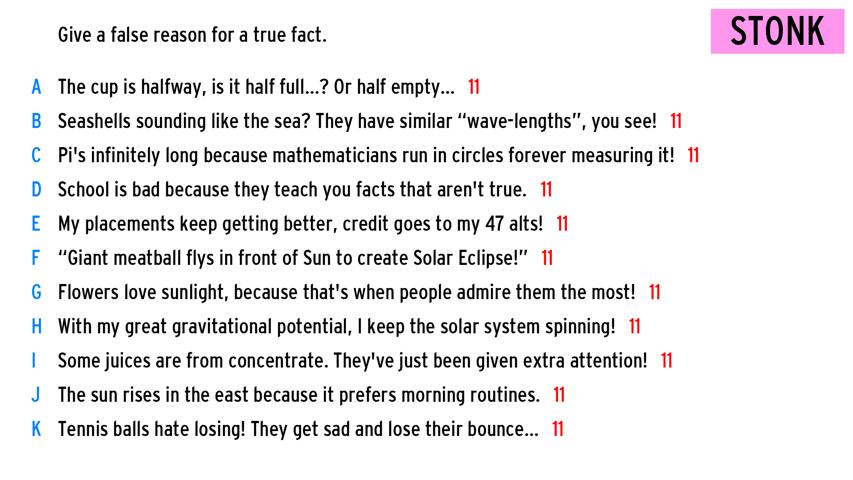 Give a false reason for a true fact.
STONK
A The cup is halfway, is it half full...? Or half empty... 11
B Seashells sounding like the sea? They have similar “wave-lengths”, you see! 11
C Pi's infinitely long because mathematicians run in circles forever measuring it! 11
D School is bad because they teach you facts that aren't true. 11
E My placements keep getting better, credit goes to my 47 alts! 11
F “Giant meatball flys in front of Sun to create Solar Eclipse!” 11
G Flowers love sunlight, because that's when people admire them the most! 11
H With my great gravitational potential, I keep the solar system spinning! 11
I Some juices are from concentrate. They've just been given extra attention! 11
J The sun rises in the east because it prefers morning routines. 11
K Tennis balls hate losing! They get sad and lose their bounce... 11